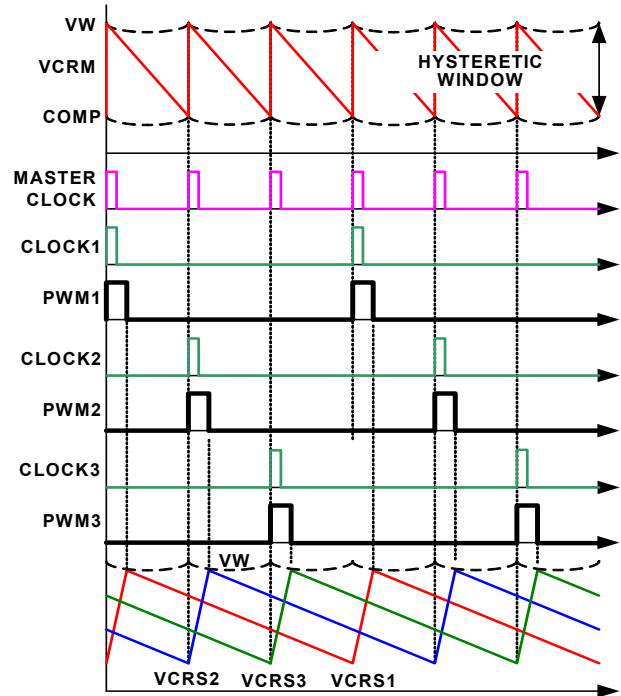 VW
VCRM
HYSTERETIC
WINDOW
COMP
MASTER
CLOCK
CLOCK1
PWM1
CLOCK2
PWM2
CLOCK3
PWM3
VW
VCRS2
VCRS3
VCRS1